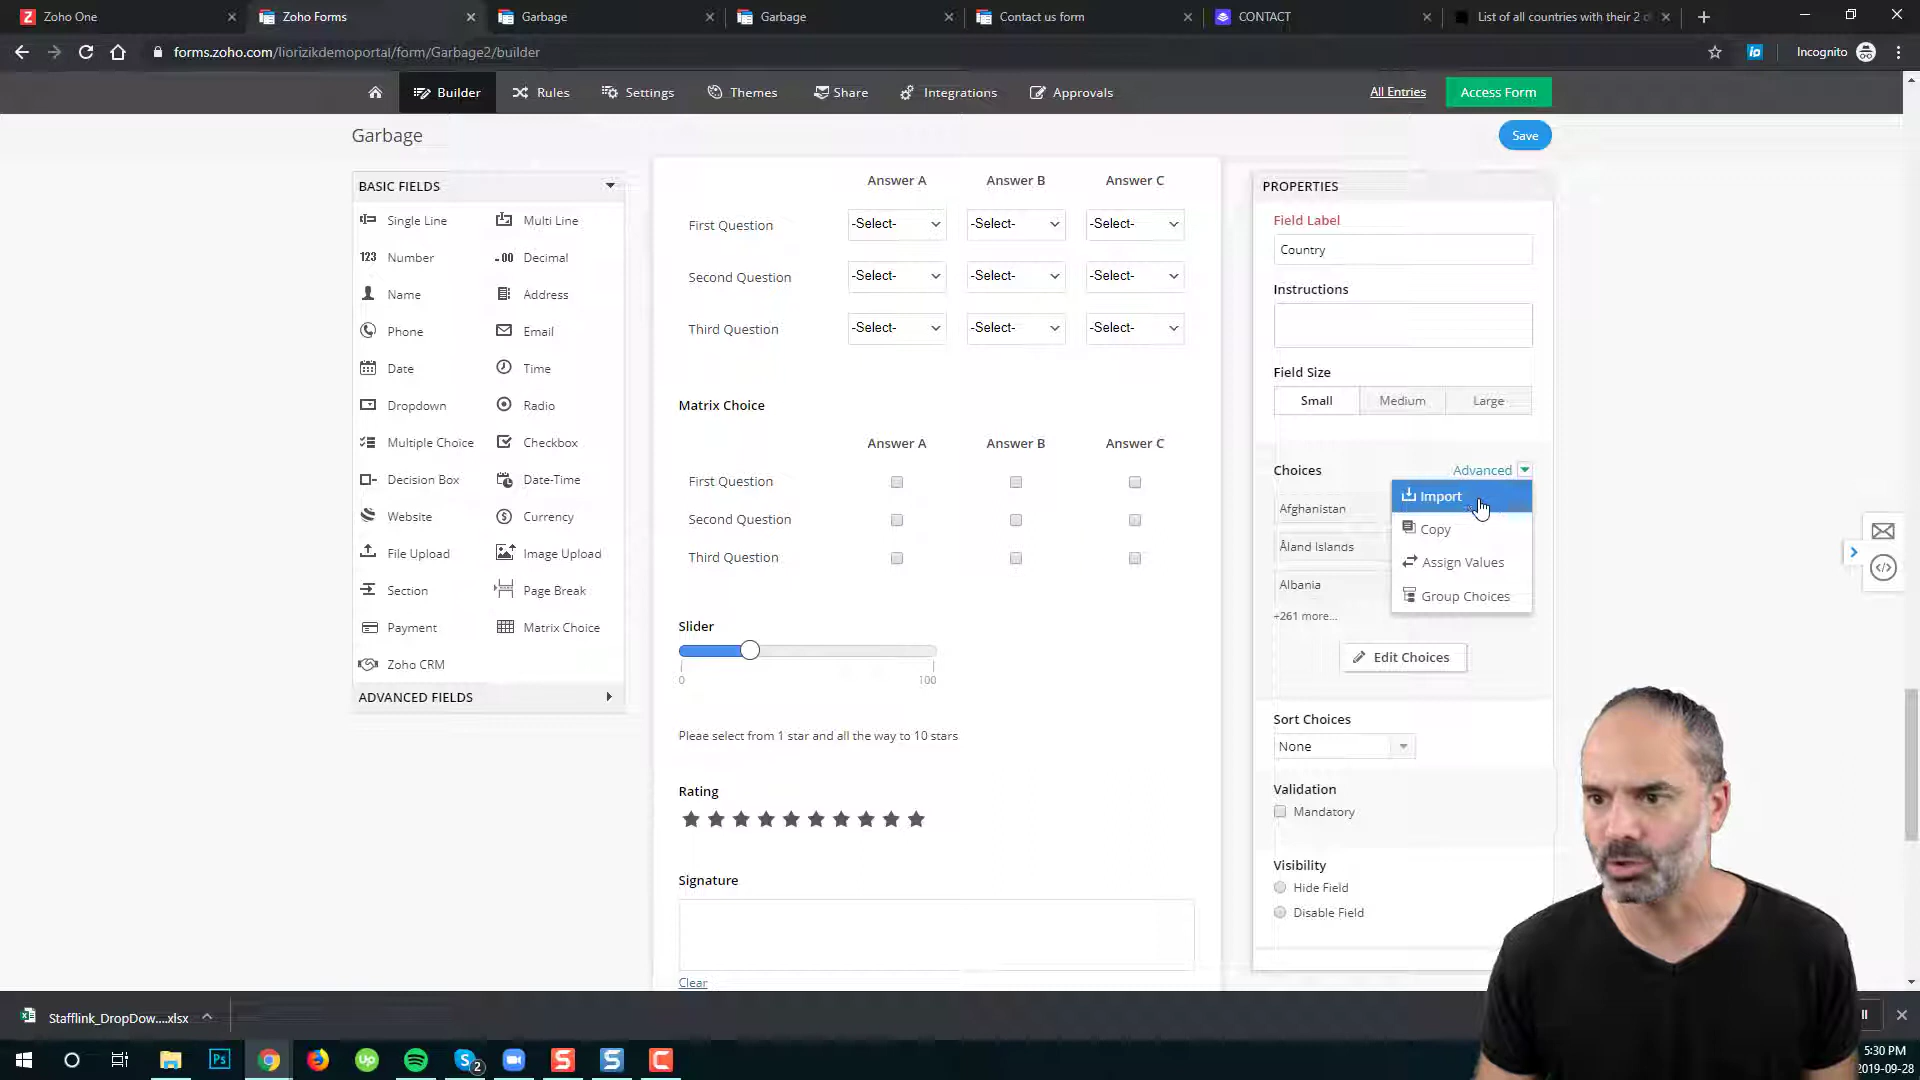 Zoho One
Zoho Forms
Garbage
Garbage
Contact us form
CONTACT
List of all countries with their 2 d
forms.zoho.com/liorizikdemoportal/form/Garbage2/builder
Incognito
Builder
Rules
Settings
Themes
Share
Integrations
Approvals
All Entries
Access Form
Garbage
Save
BASIC FIELDS
Single Line
Multi Line
123 Number
.00 Decimal
Name
Address
Phone
Email
Date
Time
Dropdown
Radio
Multiple Choice
Checkbox
Decision Box
Date-Time
Website
Currency
File Upload
Image Upload
Section
Page Break
Payment
Matrix Choice
Zoho CRM
ADVANCED FIELDS
Answer A Answer B Answer C
First Question -Select- -Select- -Select-
Second Question -Select- -Select- -Select-
Third Question -Select- -Select- -Select-
Matrix Choice
Answer A Answer B Answer C
First Question
Second Question
Third Question
Slider
0 100
Pleae select from 1 star and all the way to 10 stars
Rating
Signature
Clear
PROPERTIES
Field Label
Country
Instructions
Field Size
Small Medium Large
Choices Advanced
Import
Copy
Assign Values
Group Choices
Afghanistan
Åland Islands
Albania
+261 more...
Edit Choices
Sort Choices
None
Validation
Mandatory
Visibility
Hide Field
Disable Field
Stafflink_DropDow....xlsx
Ps
Up
2
5:30 PM
2019-09-28